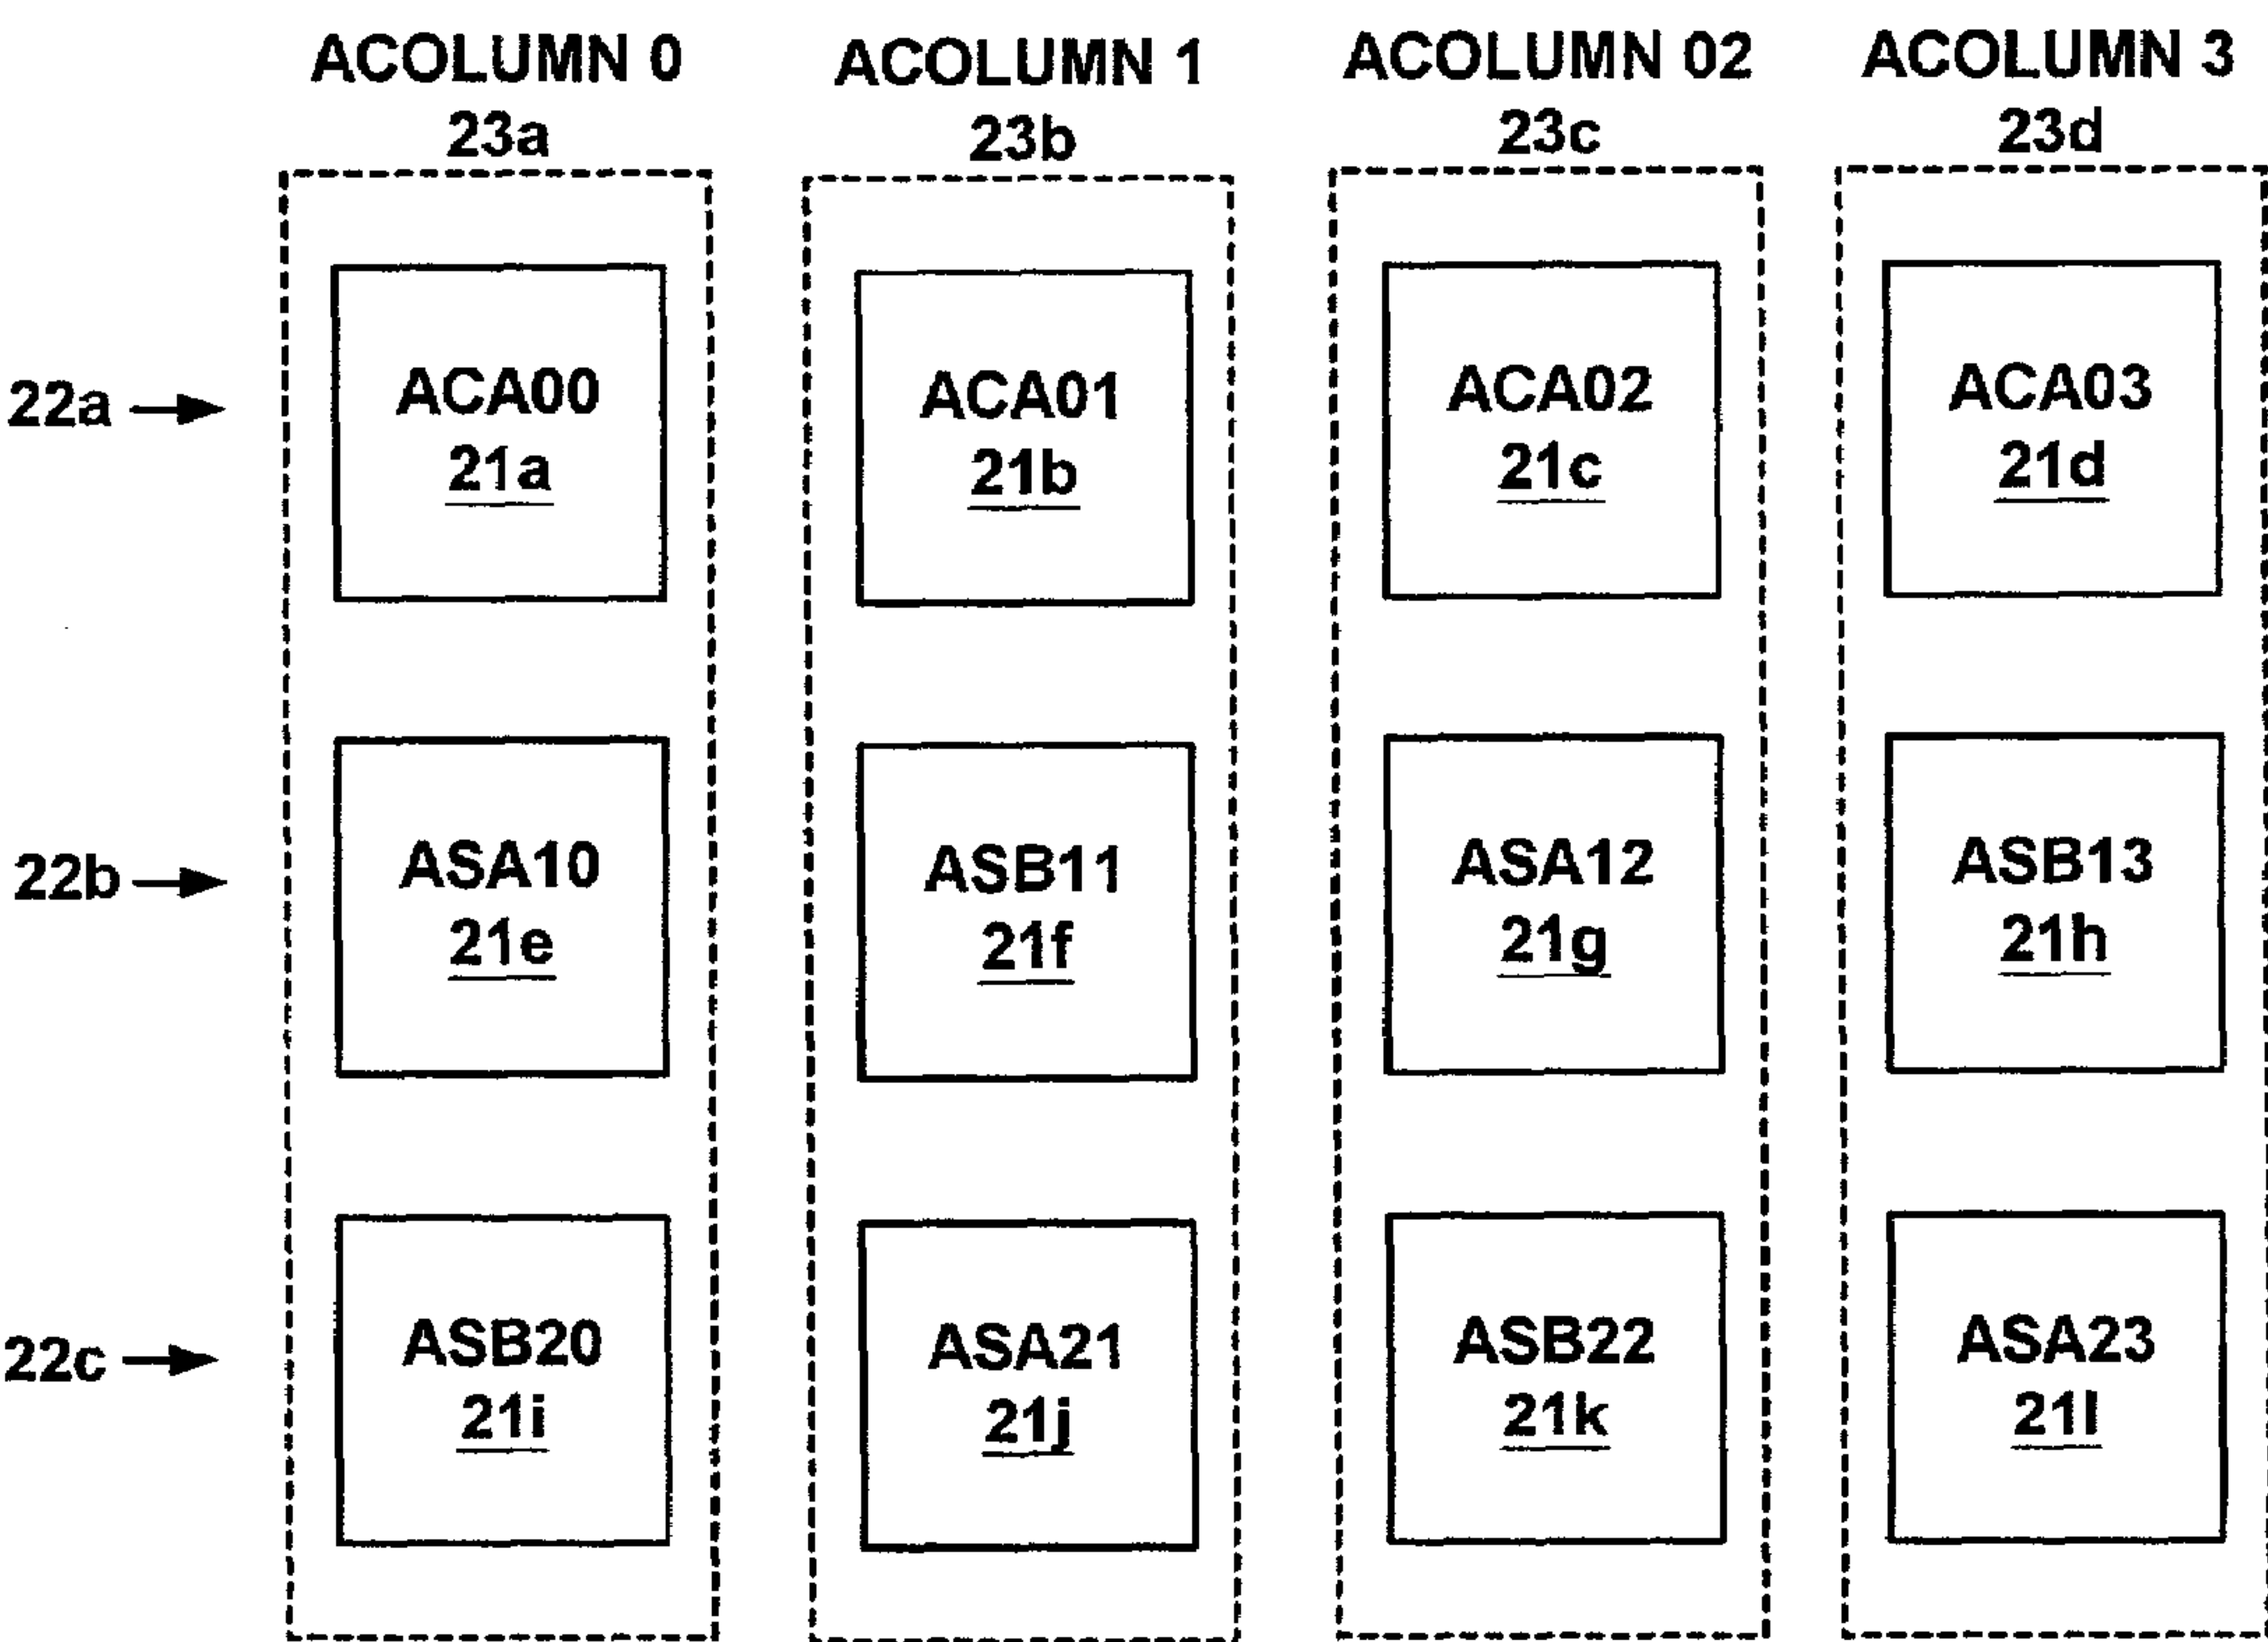 ACOLUMN 0
23a
ACOLUMN 1
23b
ACOLUMN 02
23c
ACOLUMN 3
23d
22a
ACA00
21a
ACA01
21b
ACA02
21c
ACA03
21d
22b
ASA10
21e
ASB11
21f
ASA12
21g
ASB13
21h
22c
ASB20
21i
ASA21
21j
ASB22
21k
ASA23
21l